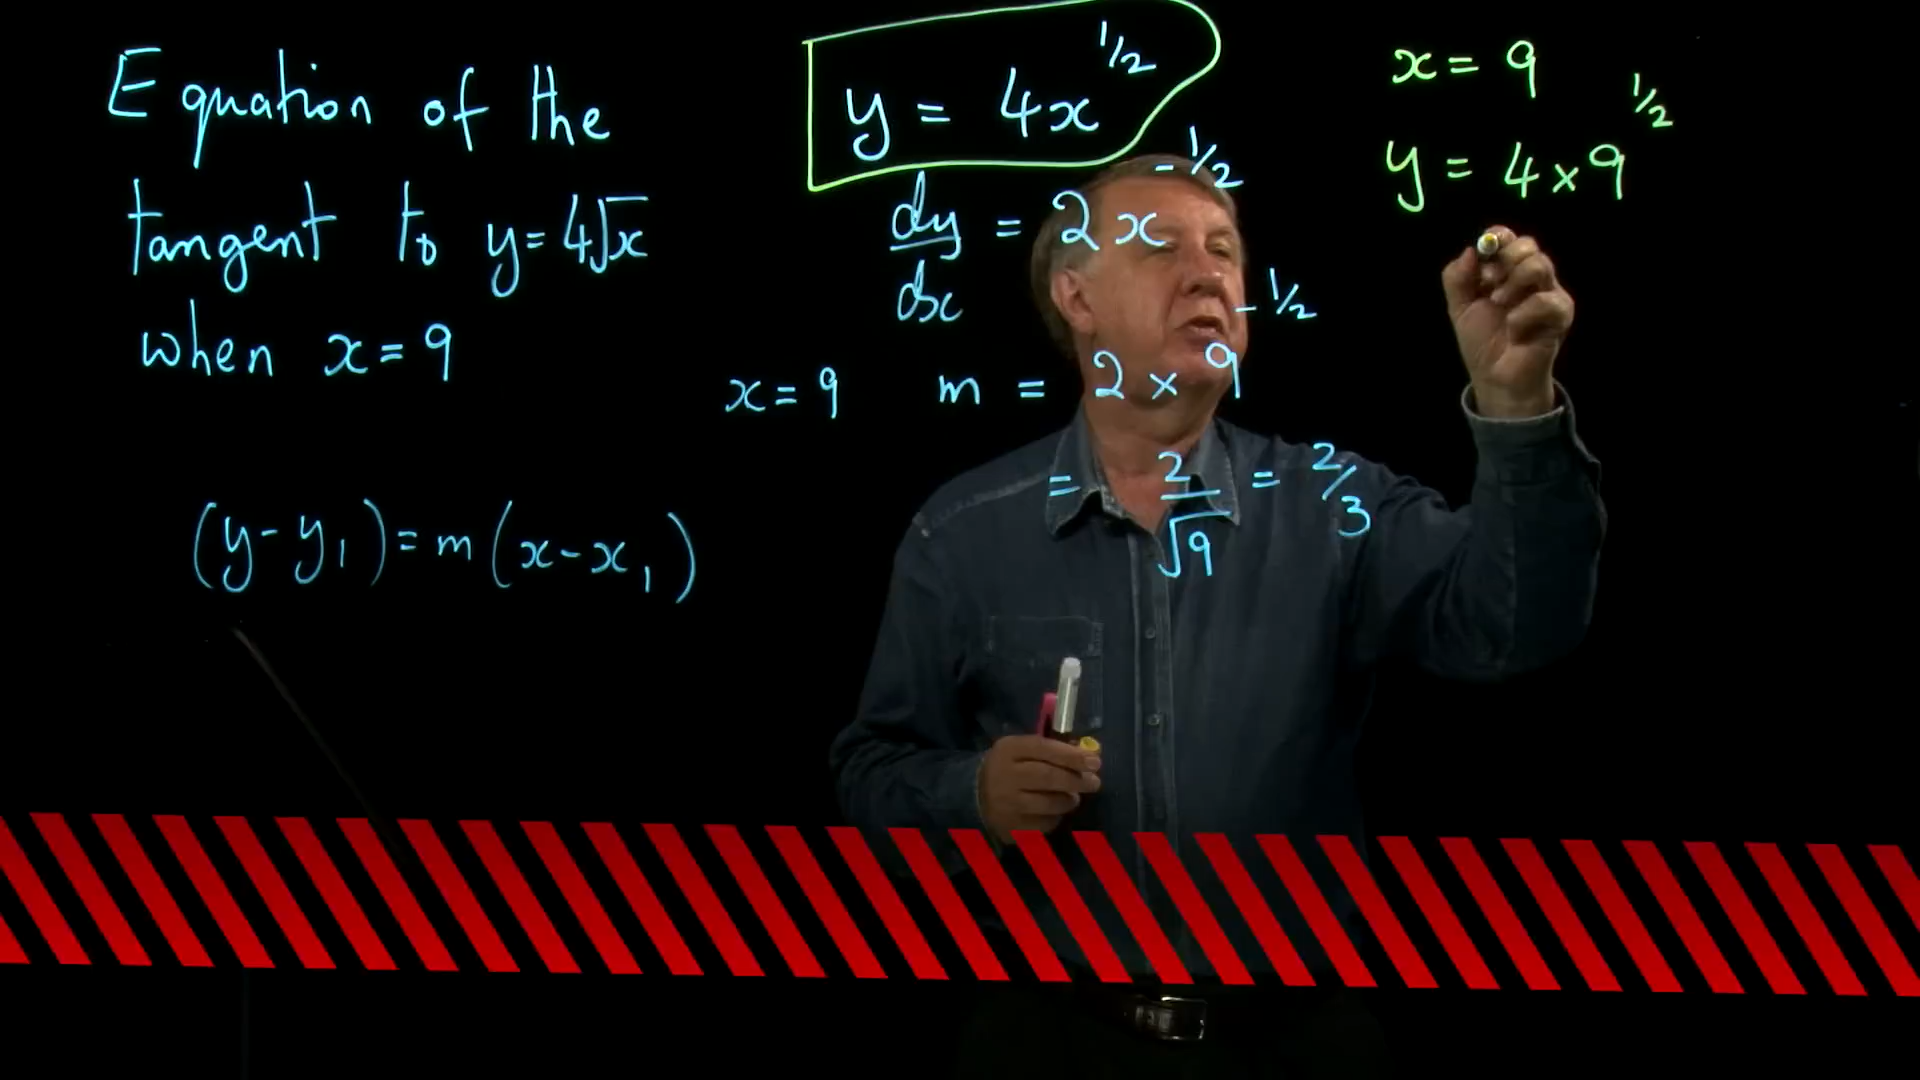 Equation of the
tangent to y=4√x
when x=9
(y-y₁)=m(x-x₁)
y = 4x^½
dy/dx = 2x^-½
x=9 m = 2×9^-½
= 2/√9 = 2/3
x=9
y=4×9^½